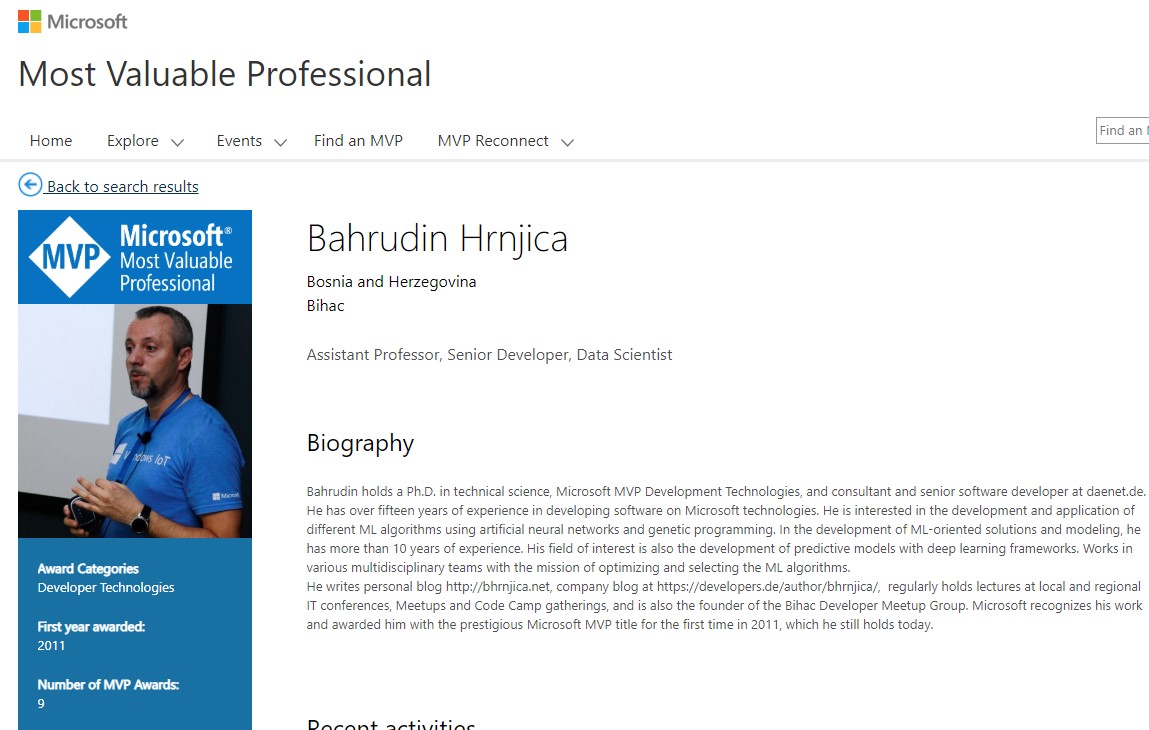 Microsoft
Most Valuable Professional
Home Explore Events Find an MVP MVP Reconnect
Find an
Back to search results
MVP
Microsoft®
Most Valuable
Professional
Bahrudin Hrnjica
Bosnia and Herzegovina
Bihac
Assistant Professor, Senior Developer, Data Scientist
Biography
Bahrudin holds a Ph.D. in technical science, Microsoft MVP Development Technologies, and consultant and senior software developer at daenet.de.
He has over fifteen years of experience in developing software on Microsoft technologies. He is interested in the development and application of
different ML algorithms using artificial neural networks and genetic programming. In the development of ML-oriented solutions and modeling, he
has more than 10 years of experience. His field of interest is also the development of predictive models with deep learning frameworks. Works in
various multidisciplinary teams with the mission of optimizing and selecting the ML algorithms.
He writes personal blog http://bhrnjica.net, company blog at https://developers.de/author/bhrnjica/,  regularly holds lectures at local and regional
IT conferences, Meetups and Code Camp gatherings, and is also the founder of the Bihac Developer Meetup Group. Microsoft recognizes his work
and awarded him with the prestigious Microsoft MVP title for the first time in 2011, which he still holds today.
IoT
Microsoft
Award Categories
Developer Technologies
First year awarded:
2011
Number of MVP Awards:
9
Recent activities